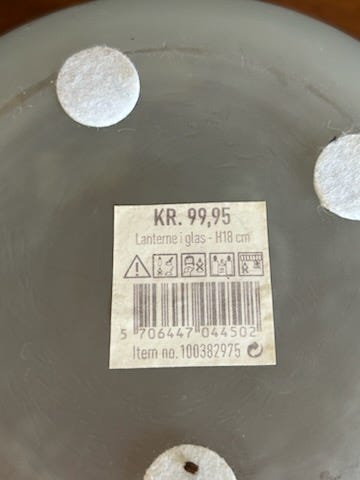 KR. 99,95
Lanterne i glas - H18 cm
5 706447 044502
Item no. 100382975